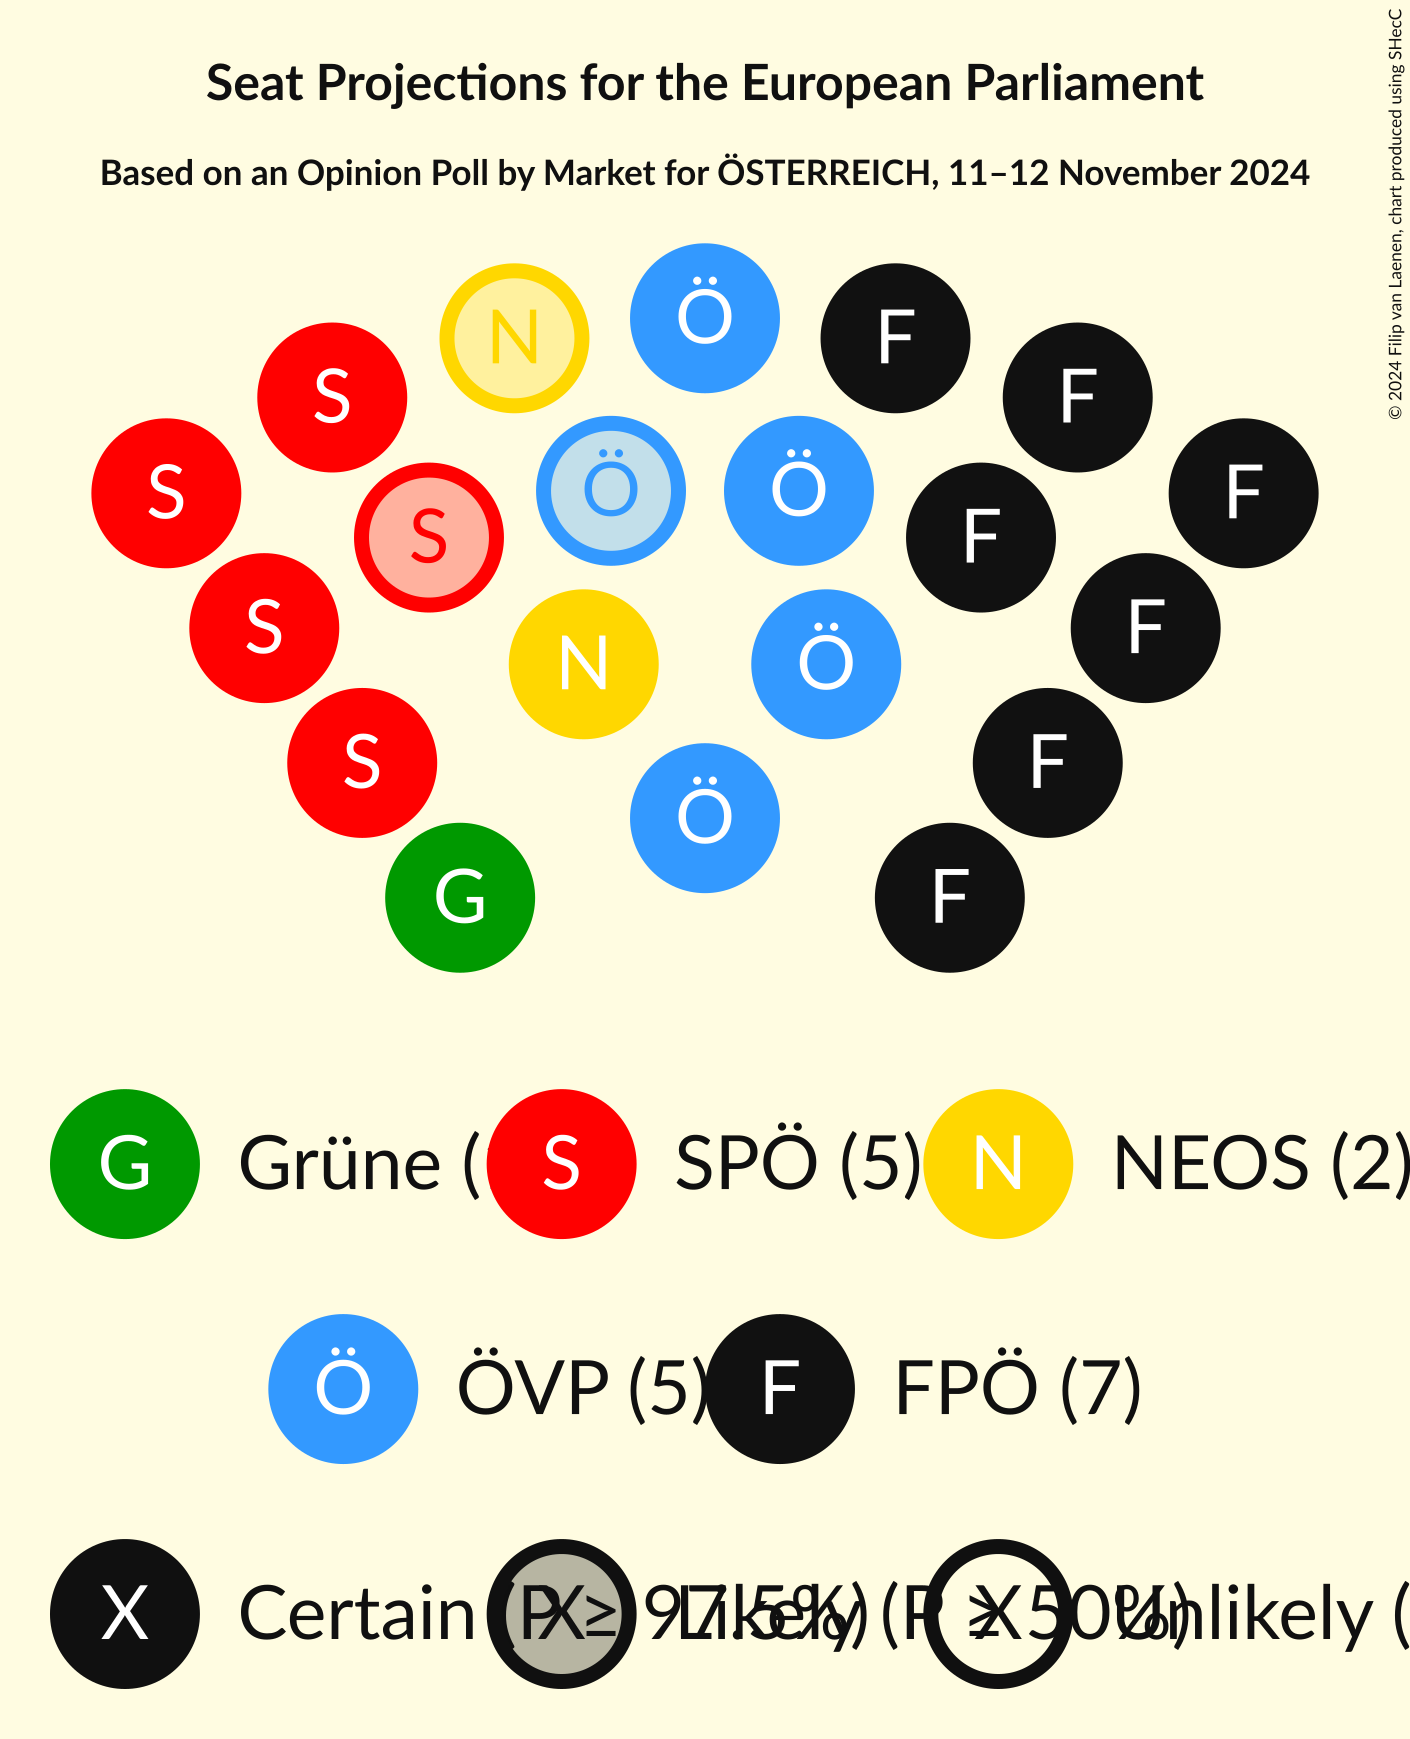 Seat Projections for the European Parliament
Based on an Opinion Poll by Market for ÖSTERREICH, 11–12 November 2024
© 2024 Filip van Laenen, chart produced using SHecC
Ö
N F
S F
Ö Ö
S F
S F
S F
N Ö
S F
Ö
G F
G Grüne ( S SPÖ (5) N NEOS (2)
Ö ÖVP (5) F FPÖ (7)
X Certain (P ≥ 97.5%) X Likely (P ≥ 50%) X Unlikely (